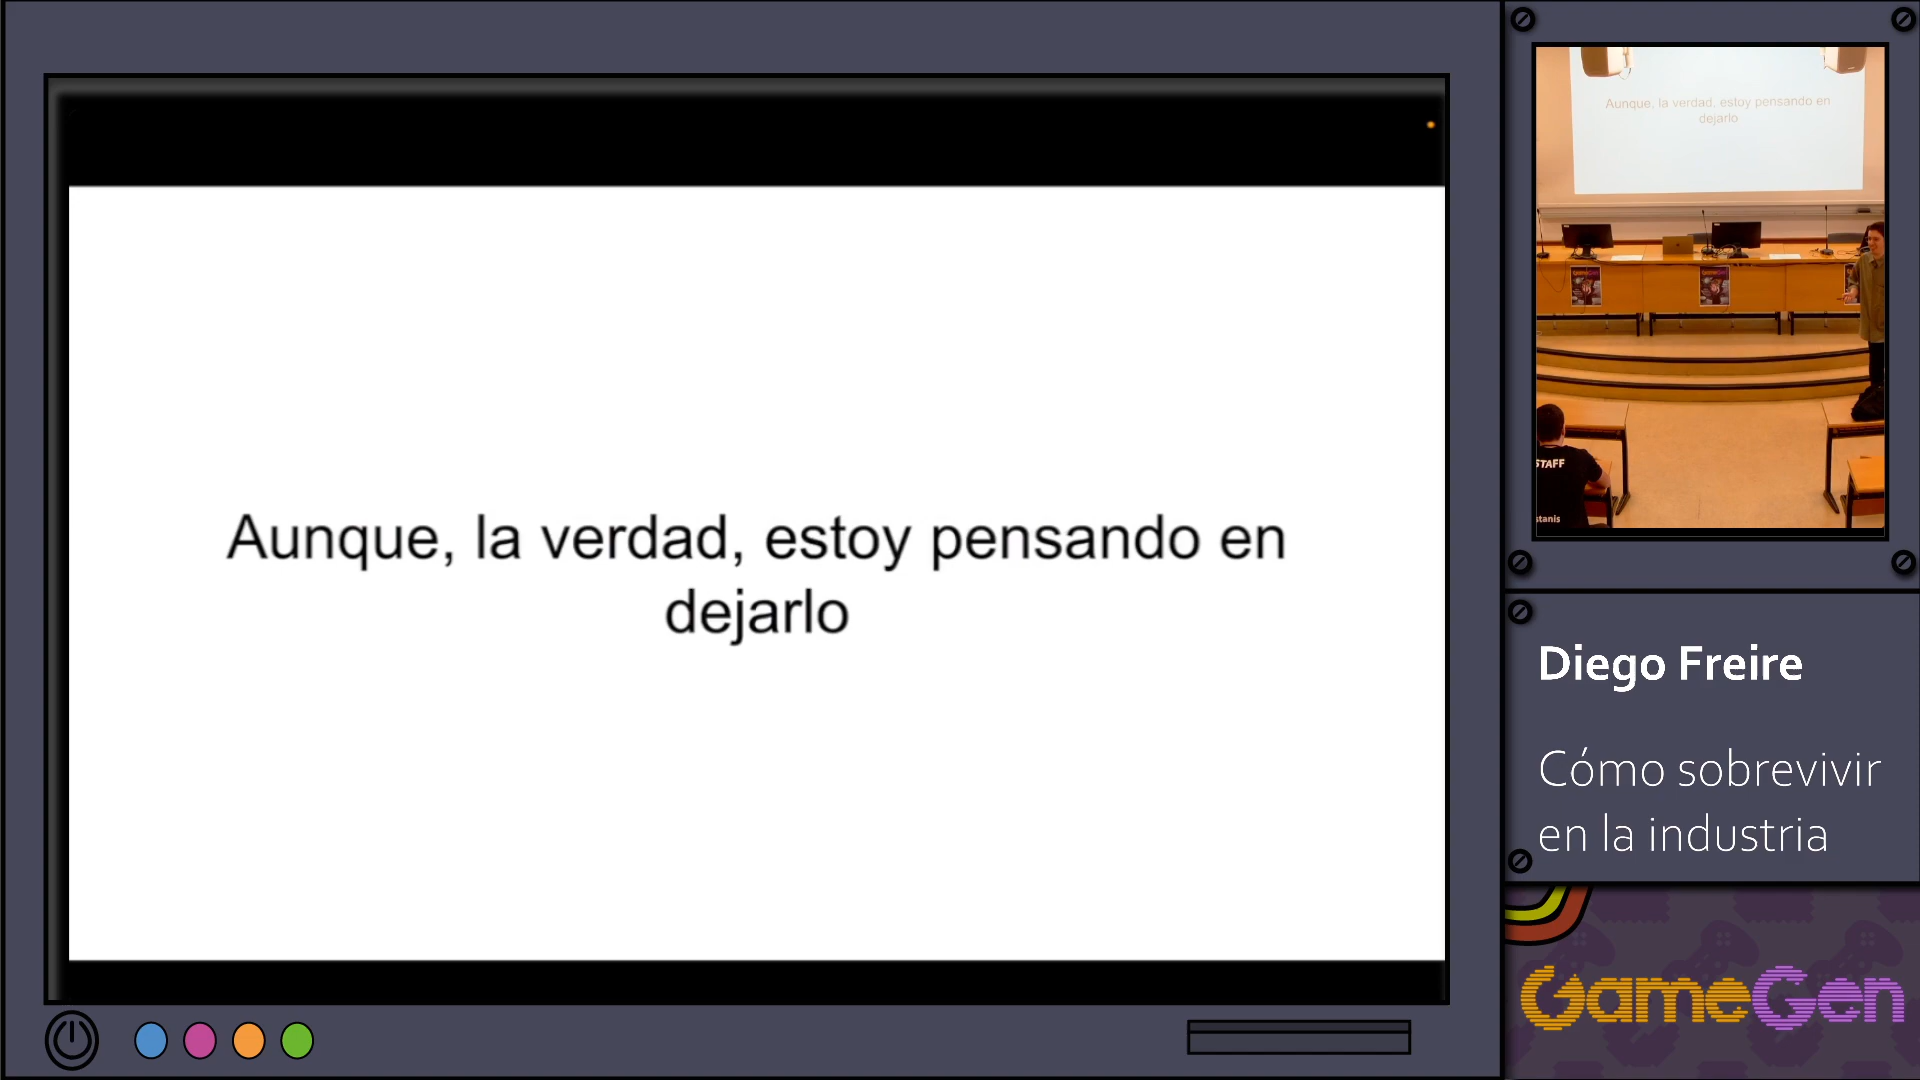 Aunque, la verdad, estoy pensando en
dejarlo
Aunque, la verdad, estoy pensando en
dejarlo
STAFF
stanis
Diego Freire
Cómo sobrevivir
en la industria
GameGen